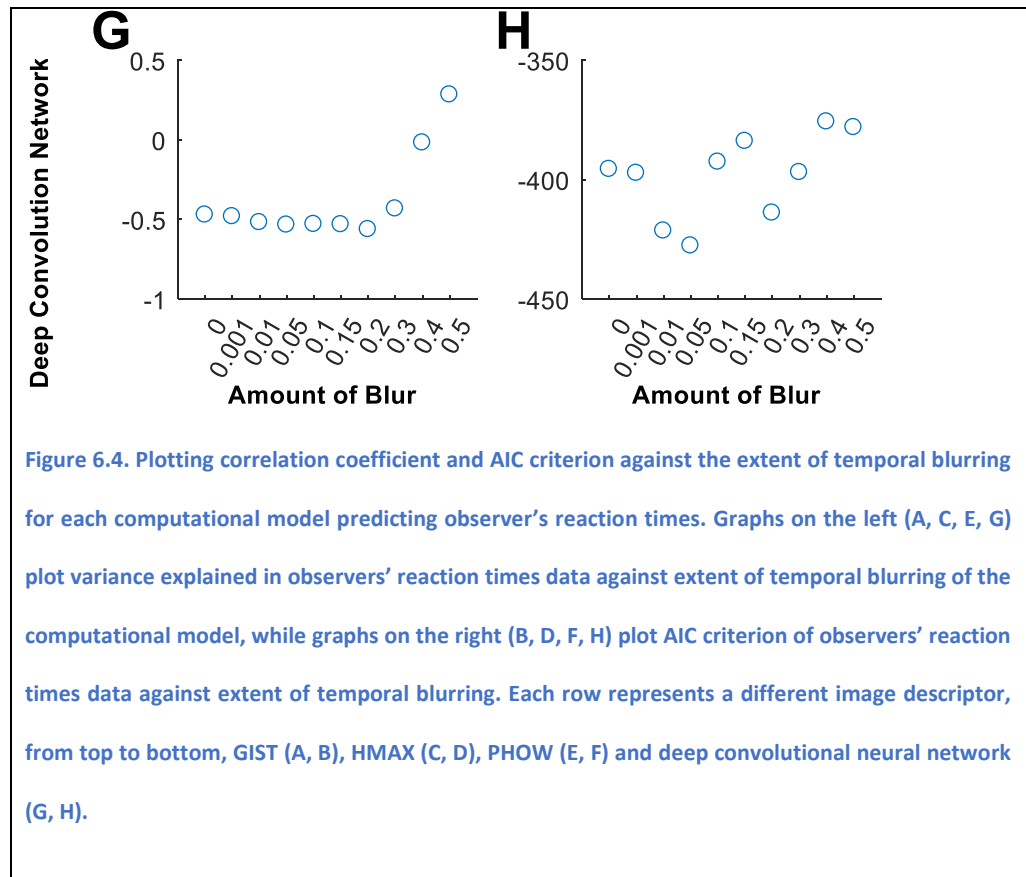 G
H
Deep Convolution Network
0.5
0
-0.5
-1
0
0.001
0.01
0.05
0.1
0.15
0.2
0.3
0.4
0.5
Amount of Blur
-350
-400
-450
0
0.001
0.01
0.05
0.1
0.15
0.2
0.3
0.4
0.5
Amount of Blur
Figure 6.4. Plotting correlation coefficient and AIC criterion against the extent of temporal blurring
for each computational model predicting observer’s reaction times. Graphs on the left (A, C, E, G)
plot variance explained in observers’ reaction times data against extent of temporal blurring of the
computational model, while graphs on the right (B, D, F, H) plot AIC criterion of observers’ reaction
times data against extent of temporal blurring. Each row represents a different image descriptor,
from top to bottom, GIST (A, B), HMAX (C, D), PHOW (E, F) and deep convolutional neural network
(G, H).